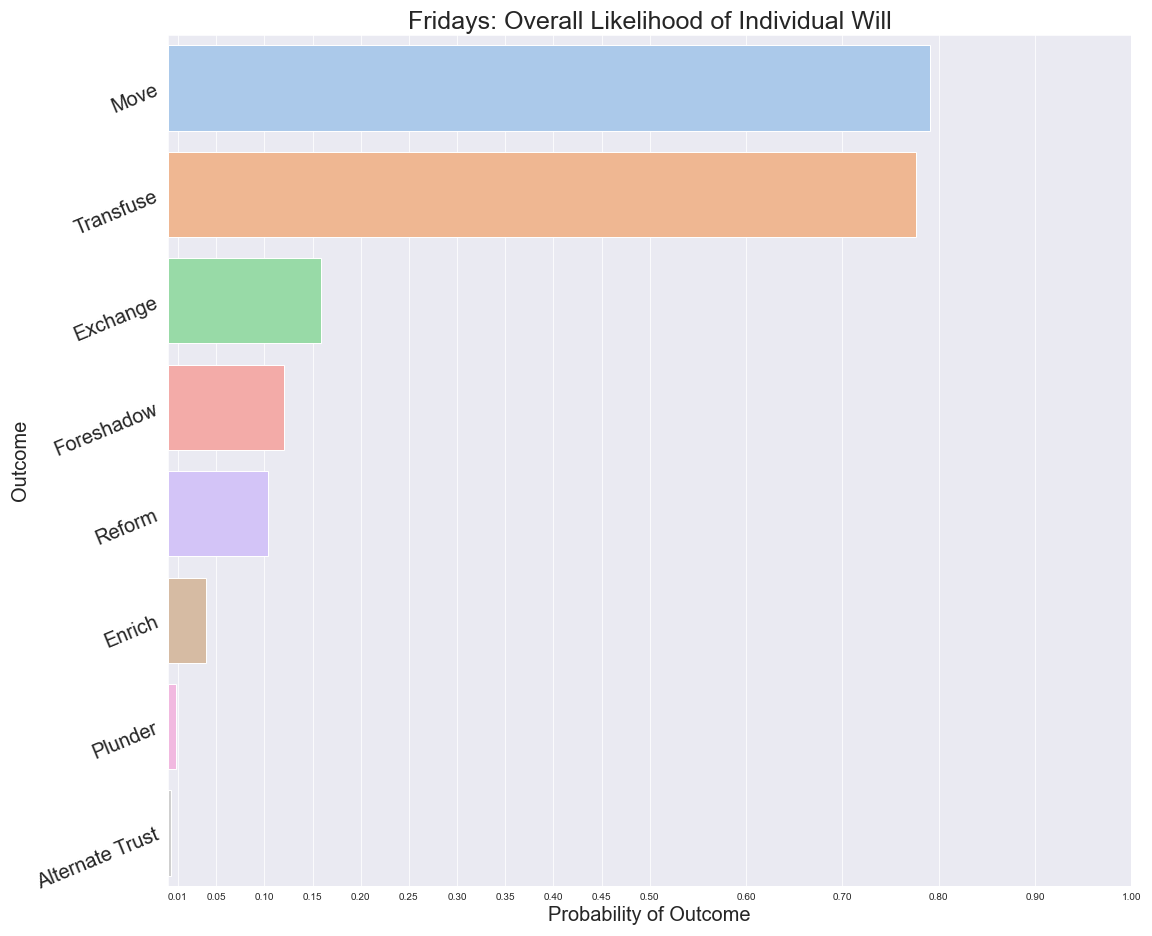 Fridays: Overall Likelihood of Individual Will
Move
Transfuse
Exchange
Foreshadow
Reform
Enrich
Plunder
Alternate Trust
Outcome
0.01 0.05 0.10 0.15 0.20 0.25 0.30 0.35 0.40 0.45 0.50 0.60 0.70 0.80 0.90 1.00
Probability of Outcome